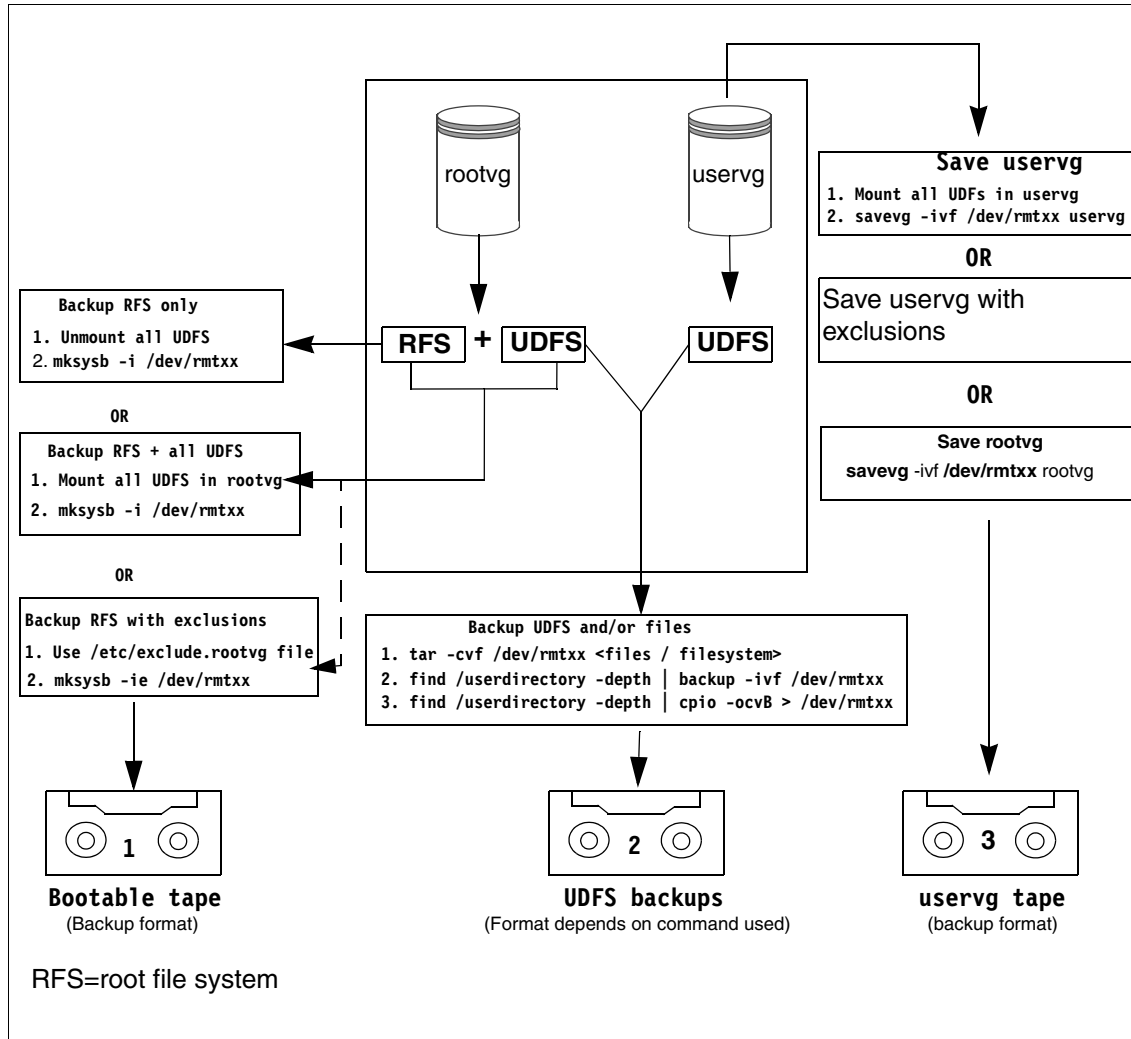 rootvg
uservg
Save uservg
1. Mount all UDFs in uservg
2. savevg -ivf /dev/rmtxx uservg
OR
Save uservg with
exclusions
OR
Save rootvg
savevg -ivf /dev/rmtxx rootvg
Backup RFS only
1. Unmount all UDFS
2. mksysb -i /dev/rmtxx
RFS + UDFS
UDFS
OR
Backup RFS + all UDFS
1. Mount all UDFS in rootvg
2. mksysb -i /dev/rmtxx
OR
Backup RFS with exclusions
1. Use /etc/exclude.rootvg file
2. mksysb -ie /dev/rmtxx
Backup UDFS and/or files
1. tar -cvf /dev/rmtxx <files / filesystem>
2. find /userdirectory -depth | backup -ivf /dev/rmtxx
3. find /userdirectory -depth | cpio -ocvB > /dev/rmtxx
1
Bootable tape
(Backup format)
2
UDFS backups
(Format depends on command used)
3
uservg tape
(backup format)
RFS=root file system